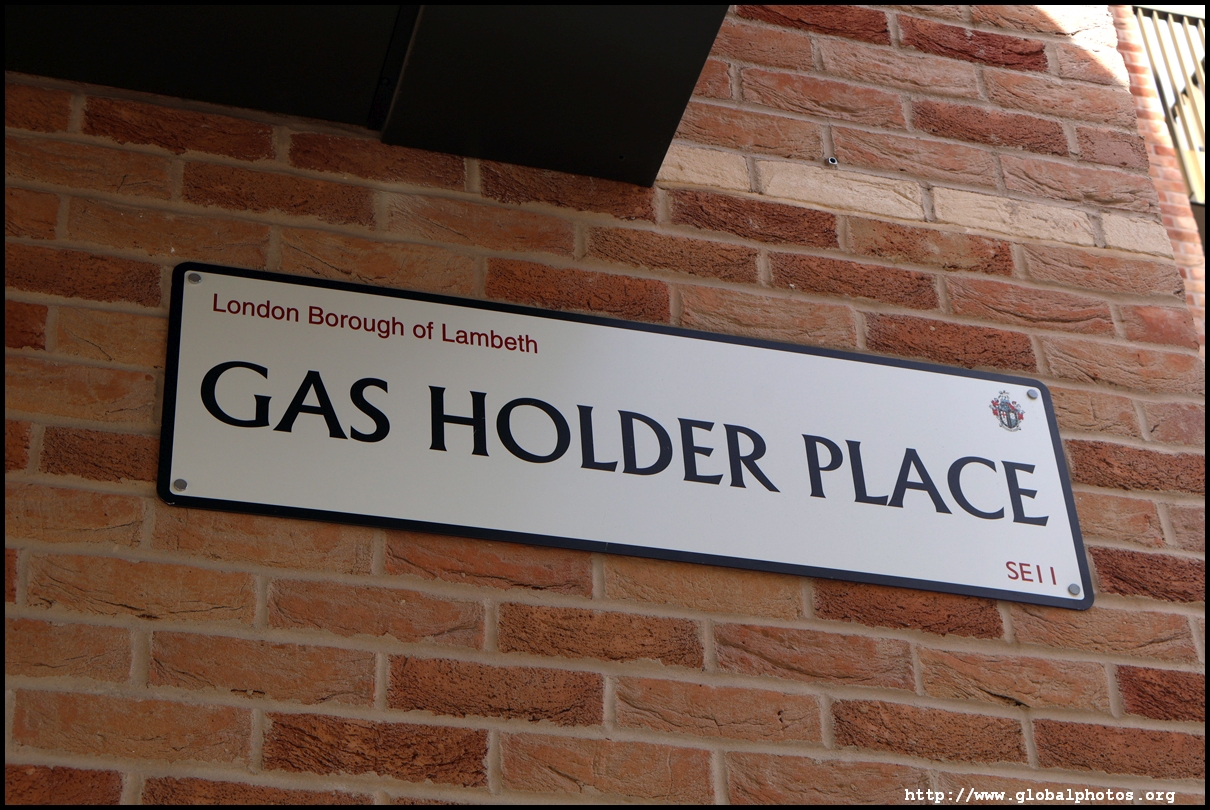 London Borough of Lambeth
GAS HOLDER PLACE
SE11
http://www.globalphotos.org